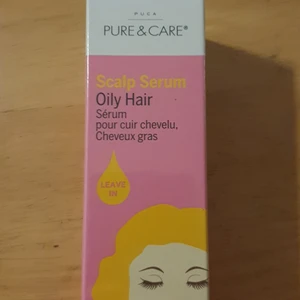 PUCA
PURE & CARE®
Scalp Serum
Oily Hair
Sérum
pour cuir chevelu,
Cheveux gras
LEAVE
IN